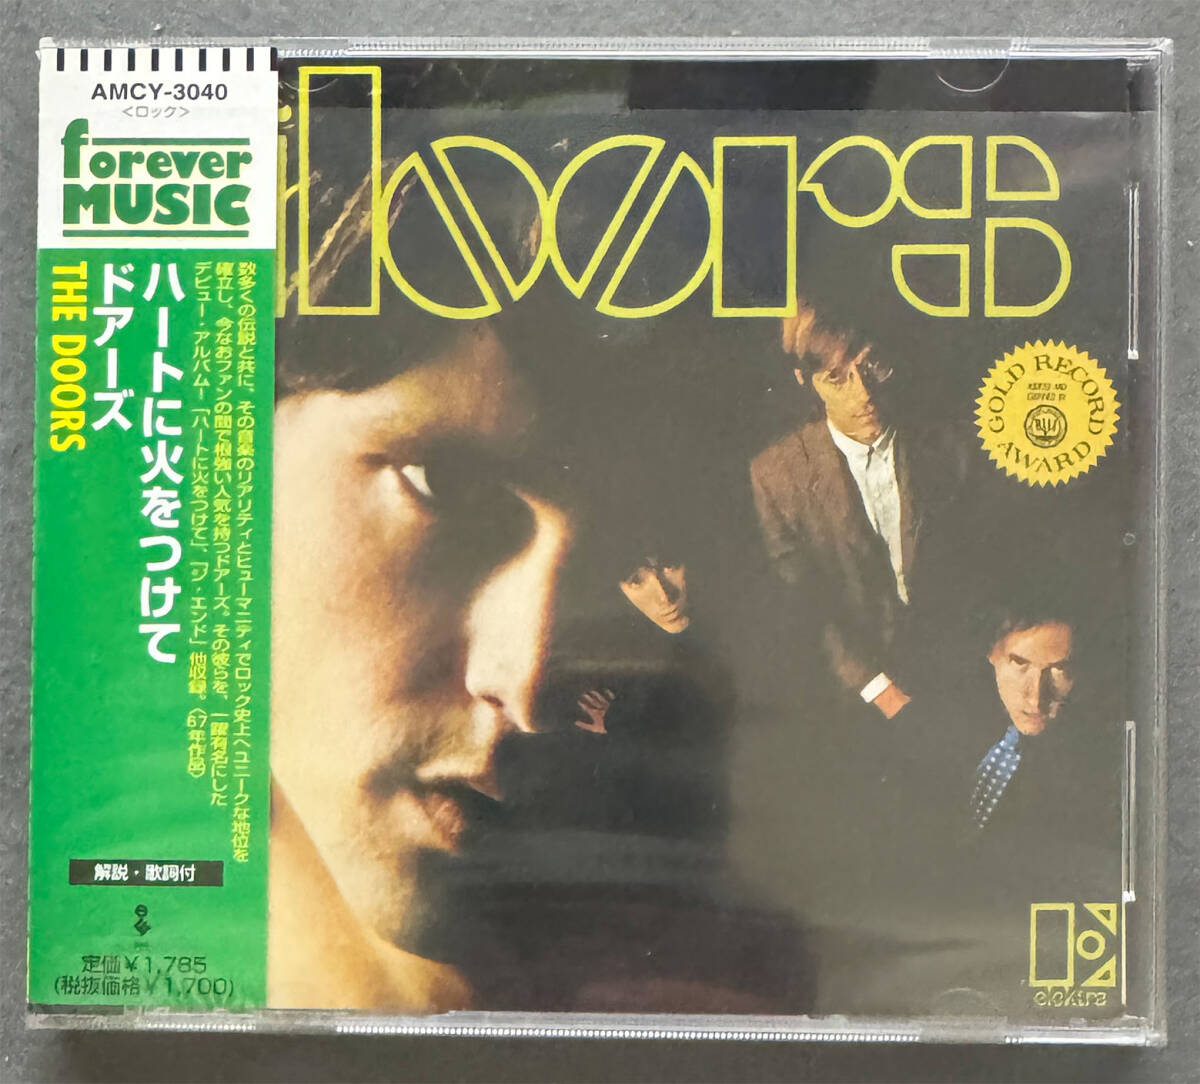 AMCY-3040
<ロック>
forever
MUSIC
ハートに火をつけて
ドアーズ
THE DOORS
数多くの伝説と共に、その音楽のリアリティとヒューマニティでロック史上へユニークな地位を
確立し、今なおファンの間で根強い人気を持つドアーズ。その彼らを、一躍有名にした
デビュー・アルバム!「ハートに火をつけて」、「ジ・エンド」他収録。(67年作品)
解説・歌詞付
定価¥1,785
(税抜価格¥1,700)
doors
GOLD RECORD
AWARD
elektra